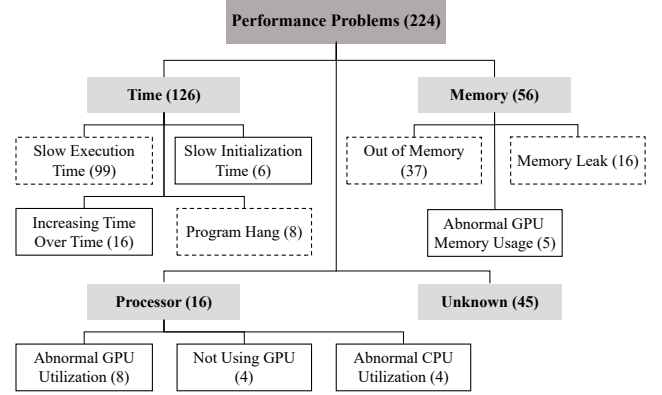 Performance Problems (224)
Time (126)
Memory (56)
Slow Execution
Time (99)
Slow Initialization
Time (6)
Out of Memory
(37)
Memory Leak (16)
Increasing Time
Over Time (16)
Program Hang (8)
Abnormal GPU
Memory Usage (5)
Processor (16)
Unknown (45)
Abnormal GPU
Utilization (8)
Not Using GPU
(4)
Abnormal CPU
Utilization (4)